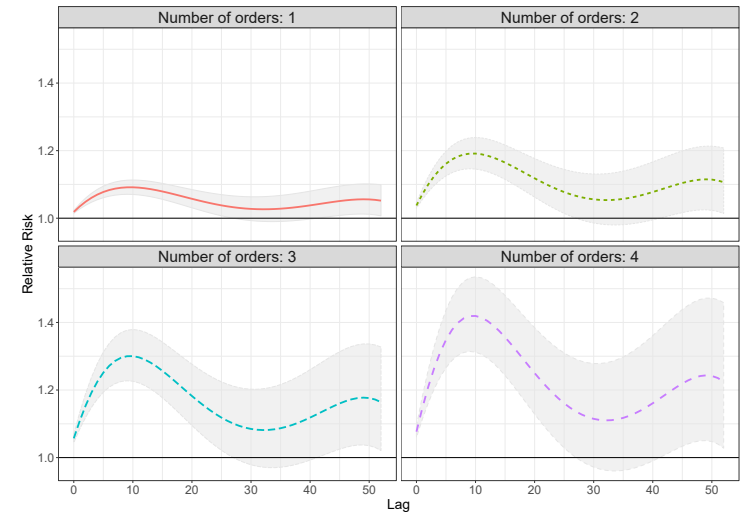 Number of orders: 1
Number of orders: 2
1.4
1.2
1.0
Number of orders: 3
Number of orders: 4
1.4
1.2
1.0
0 10 20 30 40 50
0 10 20 30 40 50
Lag
Relative Risk